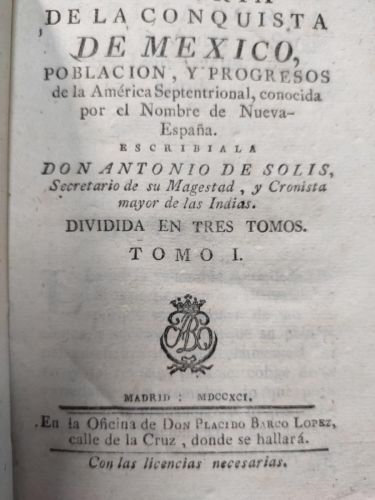 DE LA CONQUISTA
DE MEXICO,
POBLACION, Y PROGRESOS
de la América Septentrional, conocida
por el Nombre de Nueva-
España.
ESCRIBIALA
DON ANTONIO DE SOLIS,
Secretario de su Magestad, y Cronista
mayor de las Indias.
DIVIDIDA EN TRES TOMOS.
TOMO I.
MADRID: MDCCXCI.
En la Oficina de DON PLACIDO BARCO LOPEZ,
calle de la Cruz, donde se hallará.
Con las licencias necesarias.